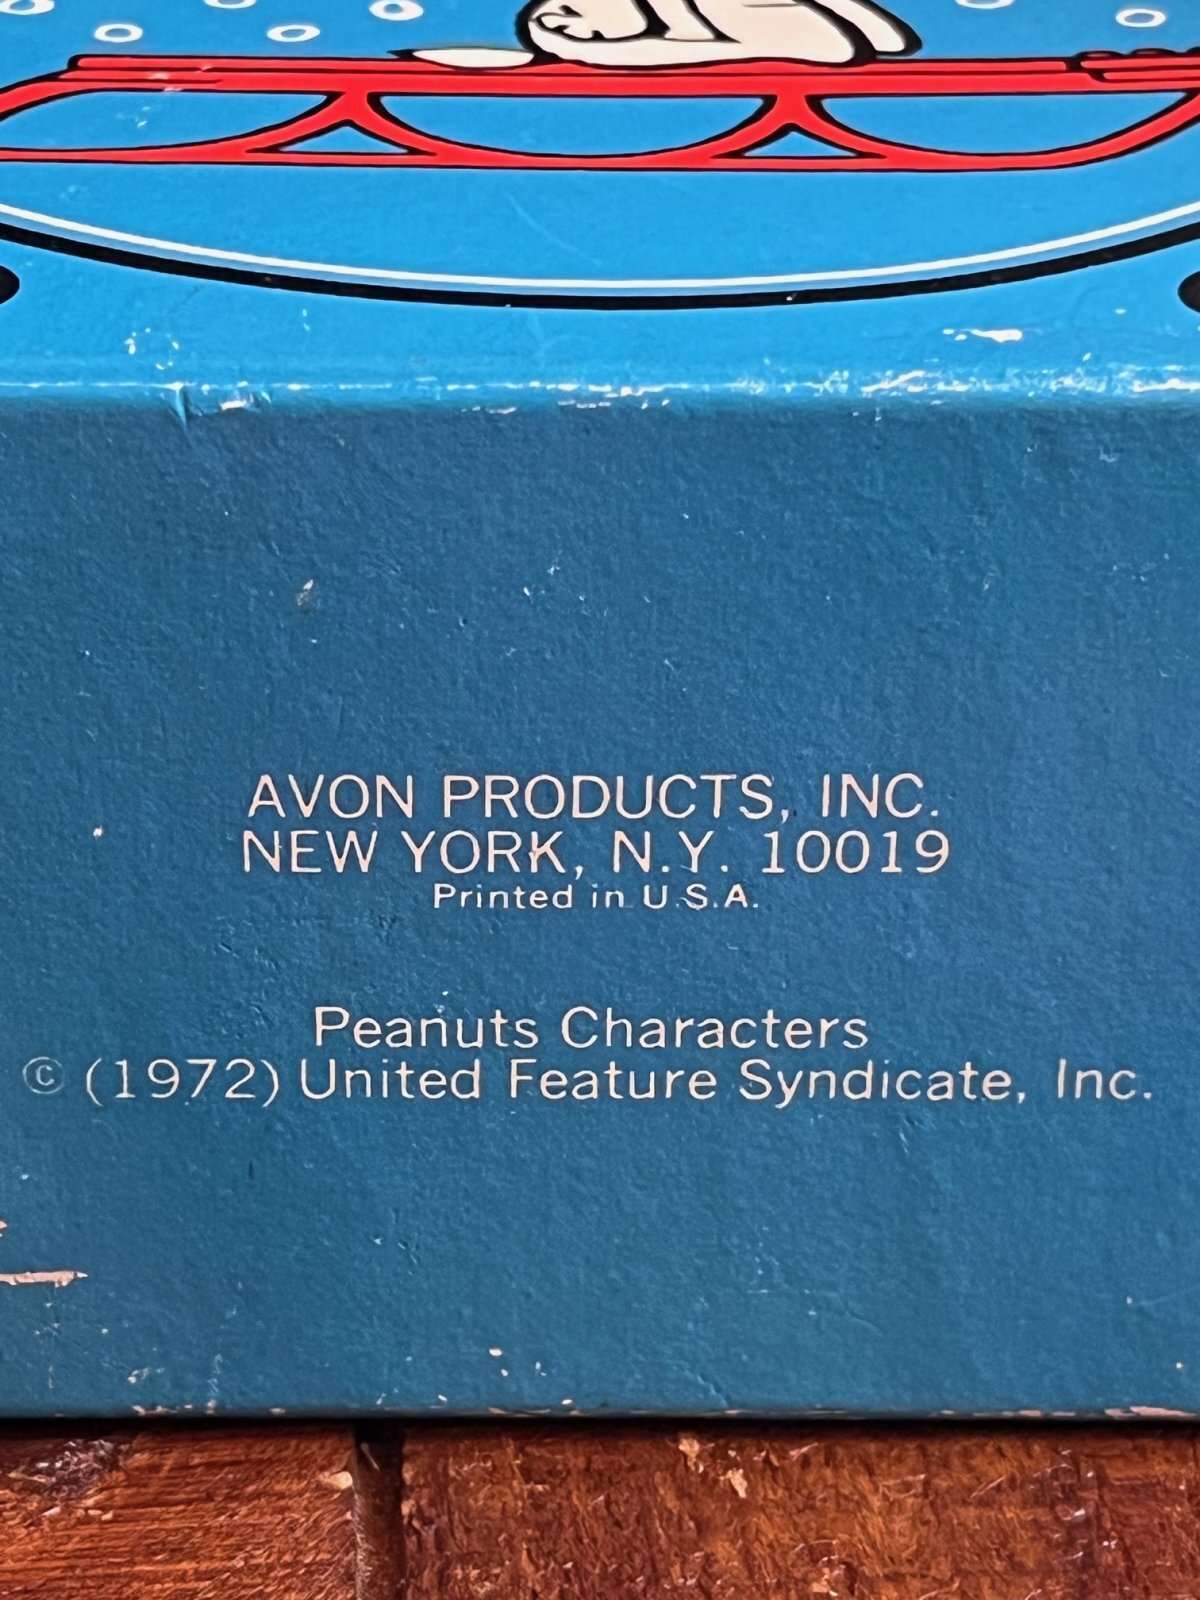 AVON PRODUCTS, INC.
NEW YORK, N.Y. 10019
Printed in U.S.A.
Peanuts Characters
© (1972) United Feature Syndicate, Inc.